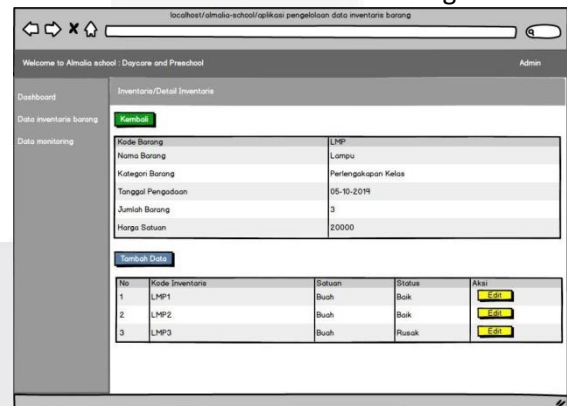 localhost/almalia-school/aplikasi pengelolaan data inventaris barang
Welcome to Almalia school : Daycare and Preschool Admin
Dashboard
Data inventaris barang
Data monitoring
Inventaris/Detail Inventaris
Kembali
Kode Barang LMP
Nama Barang Lampu
Kategori Barang Perlengakapan Kelas
Tanggal Pengadaan 05-10-2019
Jumlah Barang 3
Harga Satuan 20000
Tambah Data
No Kode Inventaris Satuan Status Aksi
1 LMP1 Buah Baik Edit
2 LMP2 Buah Baik Edit
3 LMP3 Buah Rusak Edit